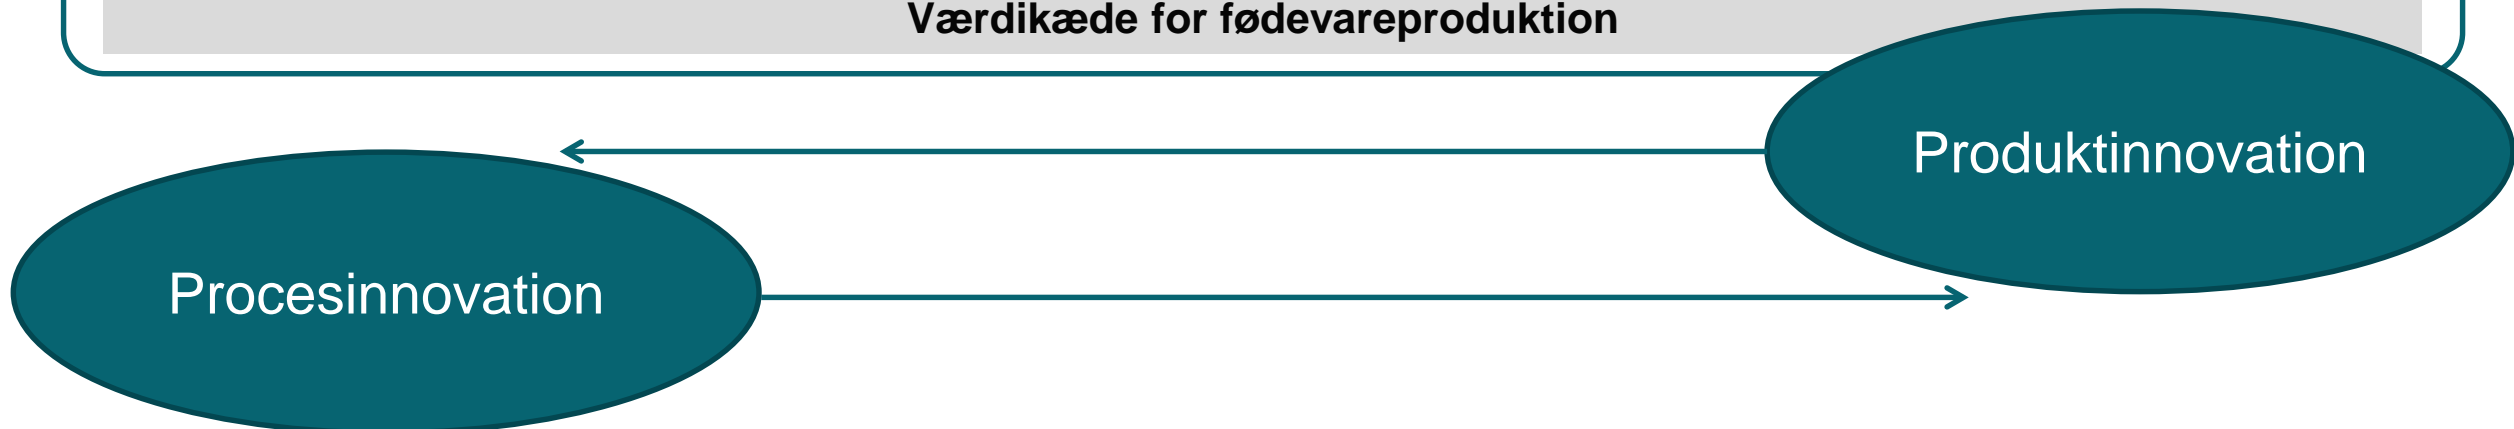 Værdikæde for fødevareproduktion
Produktinnovation
Procesinnovation